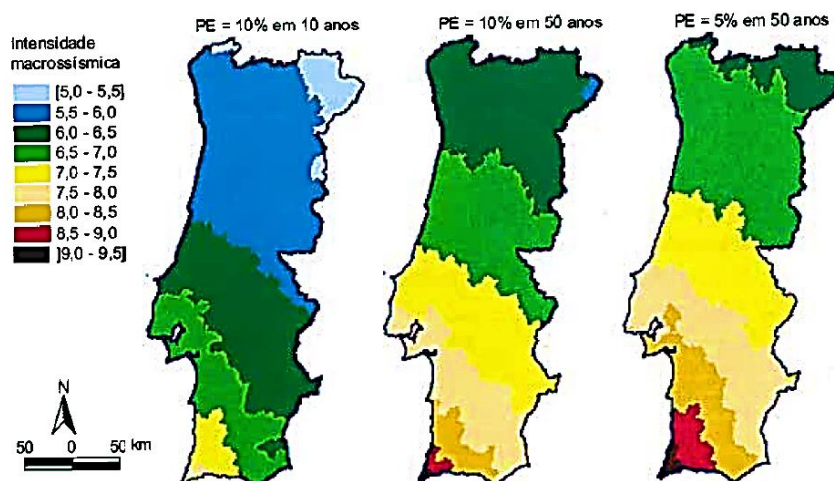 PE = 10% em 10 anos
PE = 10% em 50 anos
PE = 5% em 50 anos
intensidade
macrossísmica
[5,0 - 5,5]
5,5 - 6,0
6,0 - 6,5
6,5 - 7,0
7,0 - 7,5
7,5 - 8,0
8,0 - 8,5
8,5 - 9,0
]9,0 - 9,5]
N
50 0 50 km